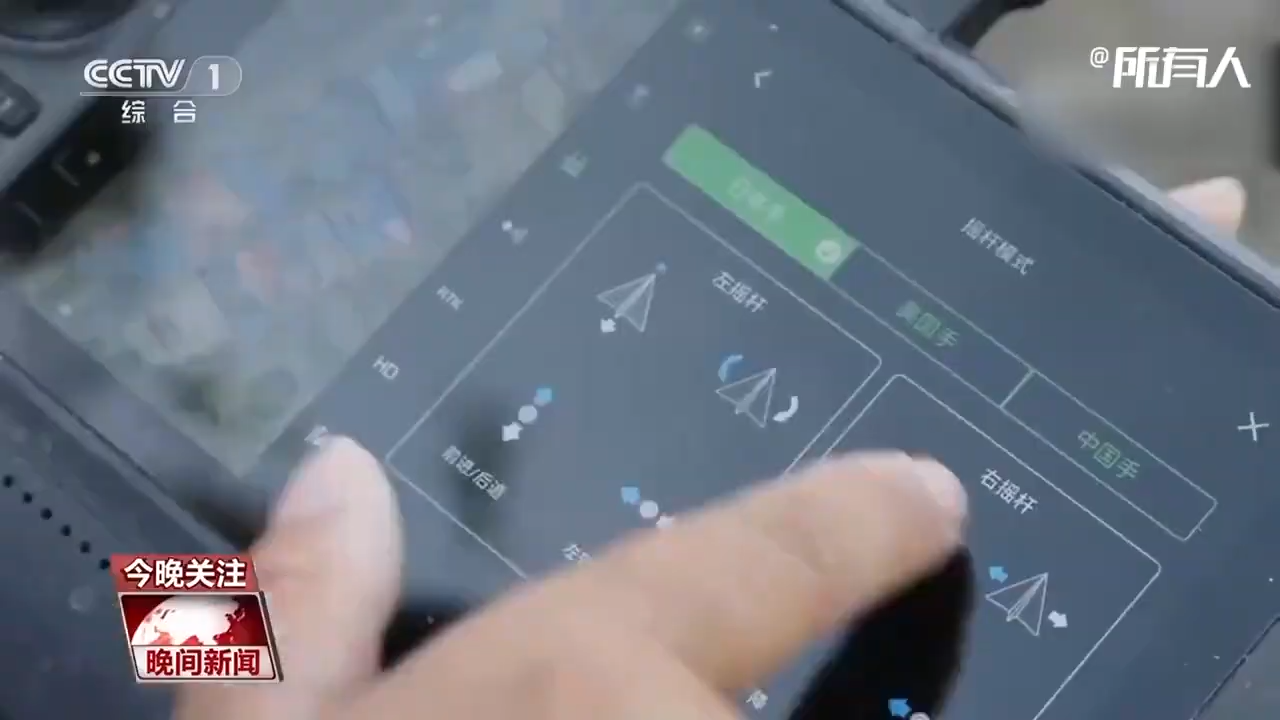 CCTV 1
综合
@所有人
摇杆模式
美国手
中国手
左摇杆
右摇杆
RTK
HD
前进/后退
降
今晚关注
晚间新闻